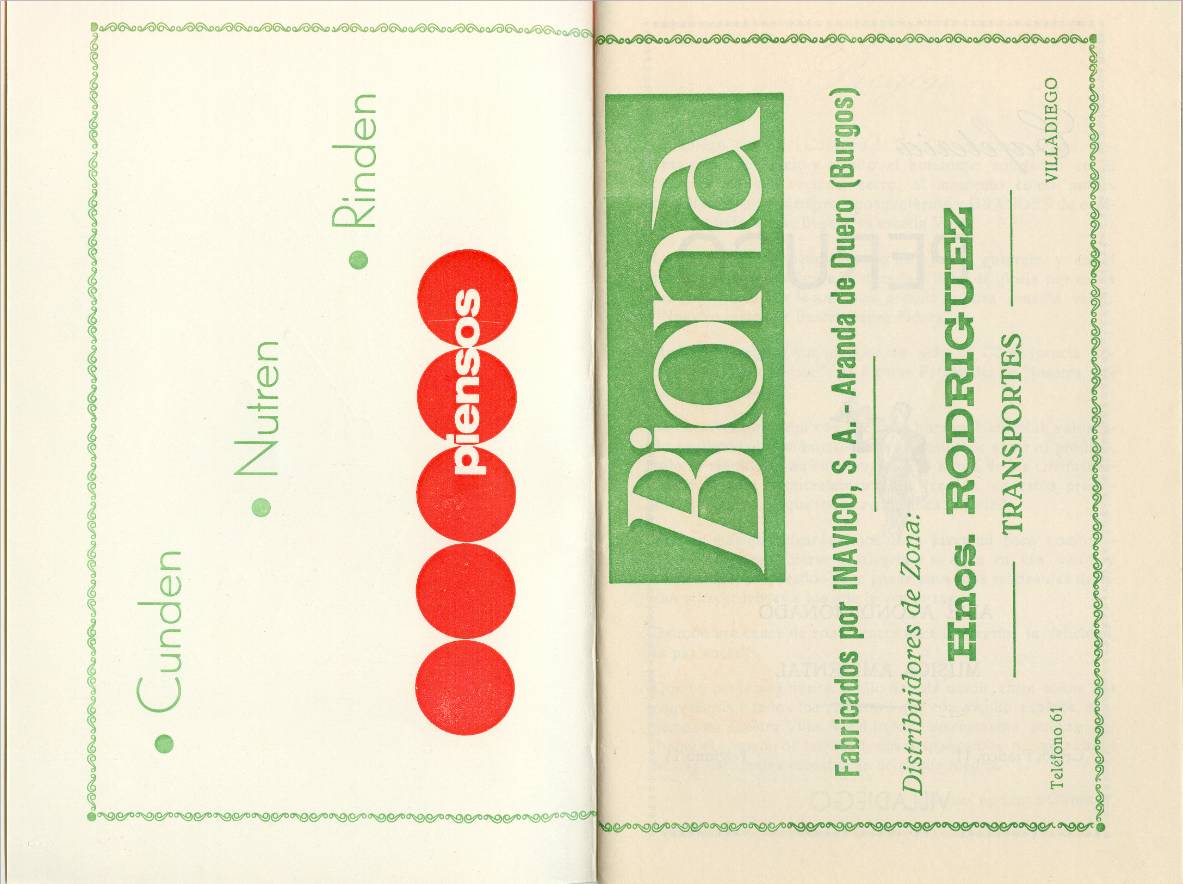 • Cunden
• Nutren
• Rinden
piensos
Biona
Fabricados por INAVICO, S. A. - Aranda de Duero (Burgos)
Distribuidores de Zona:
Hnos. RODRIGUEZ
TRANSPORTES
Teléfono 61 VILLADIEGO